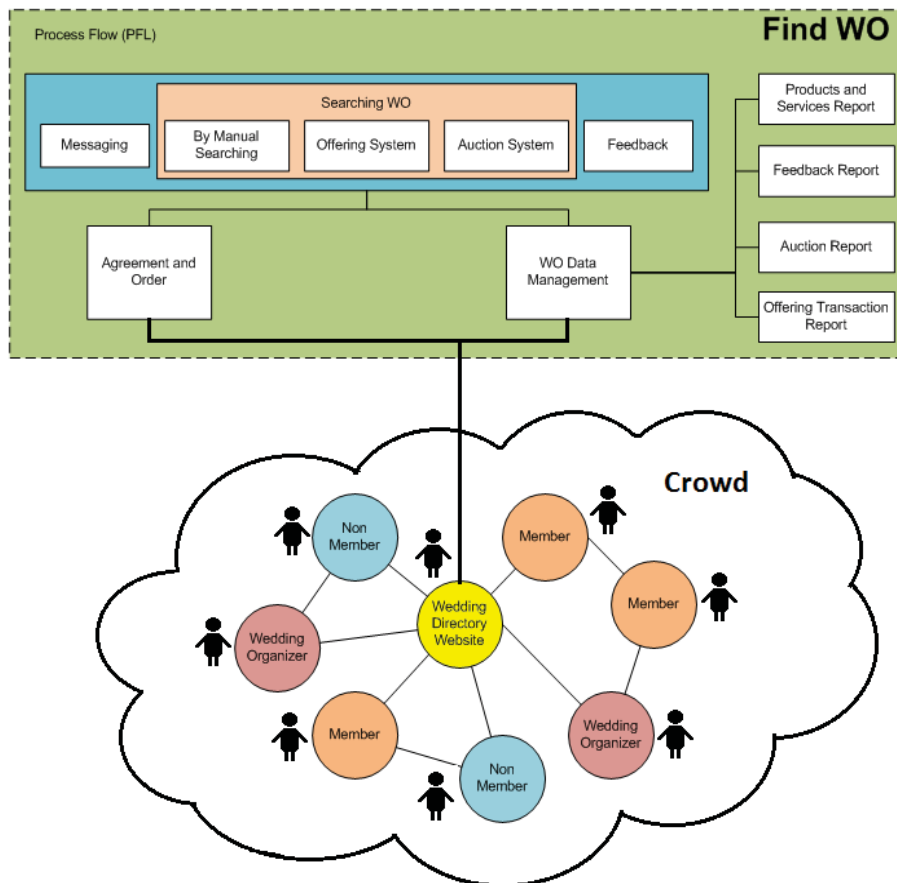 Process Flow (PFL)
Find WO
Searching WO
Messaging
By Manual
Searching
Offering System
Auction System
Feedback
Products and
Services Report
Feedback Report
Auction Report
Offering Transaction
Report
Agreement and
Order
WO Data
Management
Crowd
Non
Member
Member
Member
Wedding
Directory
Website
Wedding
Organizer
Member
Non
Member
Wedding
Organizer